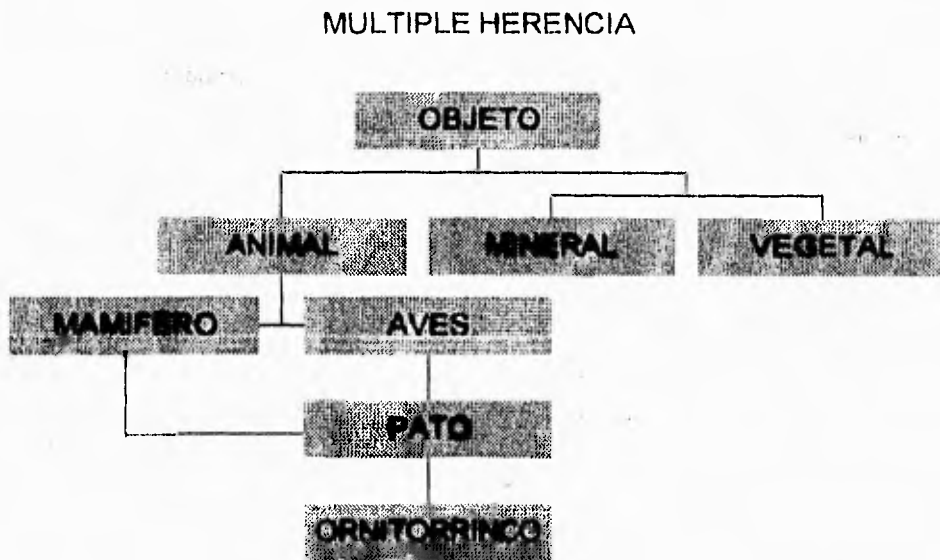 MULTIPLE HERENCIA
OBJETO
ANIMAL
MINERAL
VEGETAL
MAMIFERO
AVES
PATO
ORNITORRINCO